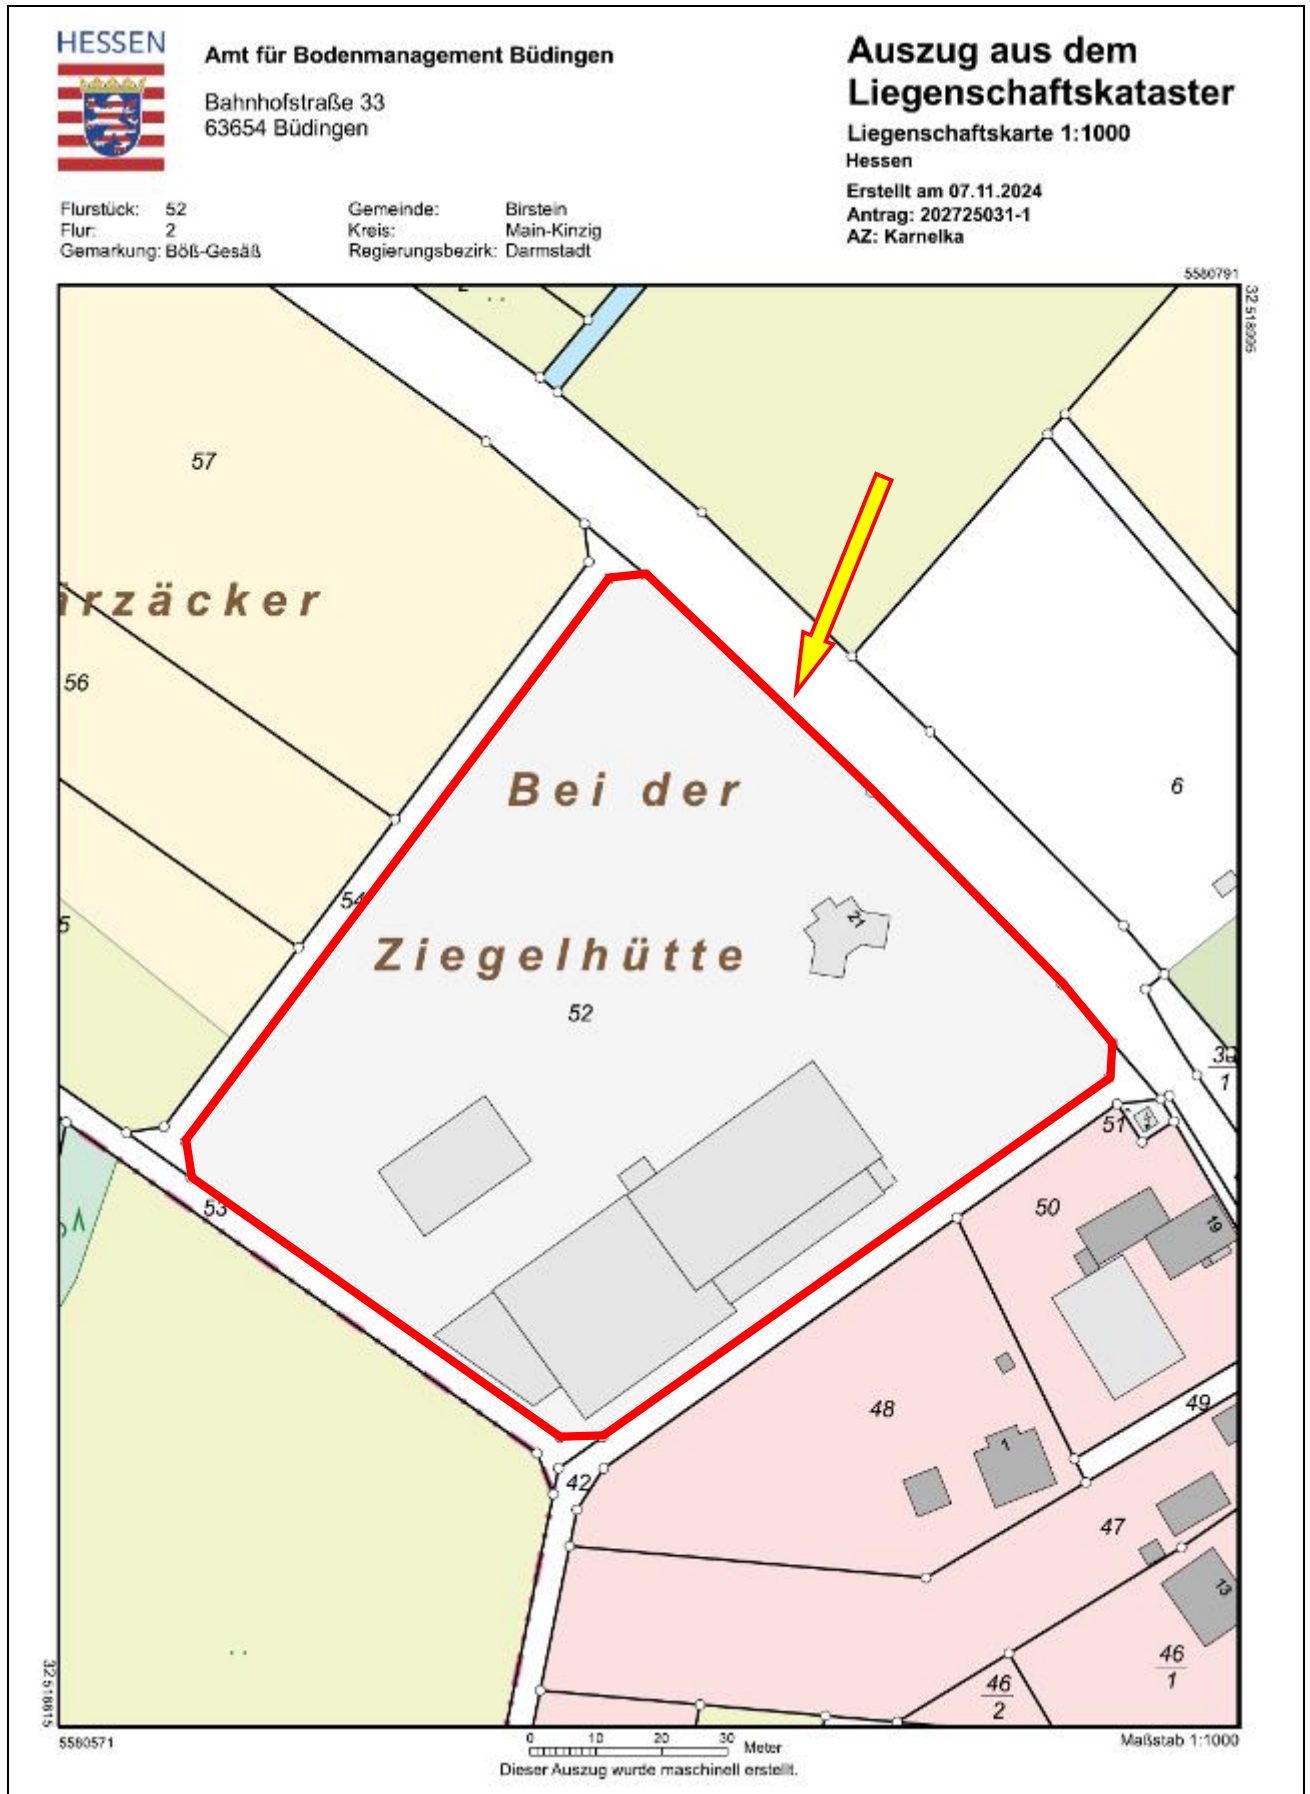 HESSEN
Amt für Bodenmanagement Büdingen
Bahnhofstraße 33
63654 Büdingen
Auszug aus dem
Liegenschaftskataster
Liegenschaftskarte 1:1000
Hessen
Erstellt am 07.11.2024
Antrag: 202725031-1
AZ: Karnelka
Flurstück: 52
Flur: 2
Gemarkung: Böß-Gesäß
Gemeinde: Birstein
Kreis: Main-Kinzig
Regierungsbezirk: Darmstadt
5580791
57
ärzäcker
56
Bei der
6
54
21
5
Ziegelhütte
52
1
51
53
50
19
48
49
1
42
47
13
46
1
46
2
5580571
0 10 20 30 Meter
Maßstab 1:1000
Dieser Auszug wurde maschinell erstellt.